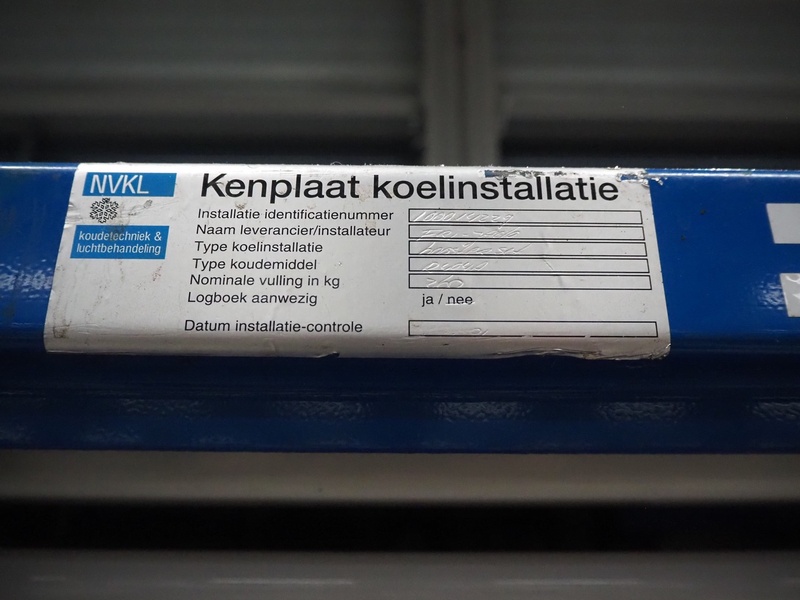 NVKL
koudetechniek &
luchtbehandeling
Kenplaat koelinstallatie
Installatie identificatienummer
Naam leverancier/installateur
Type koelinstallatie
Type koudemiddel
Nominale vulling in kg
Logboek aanwezig ja / nee
Datum installatie-controle